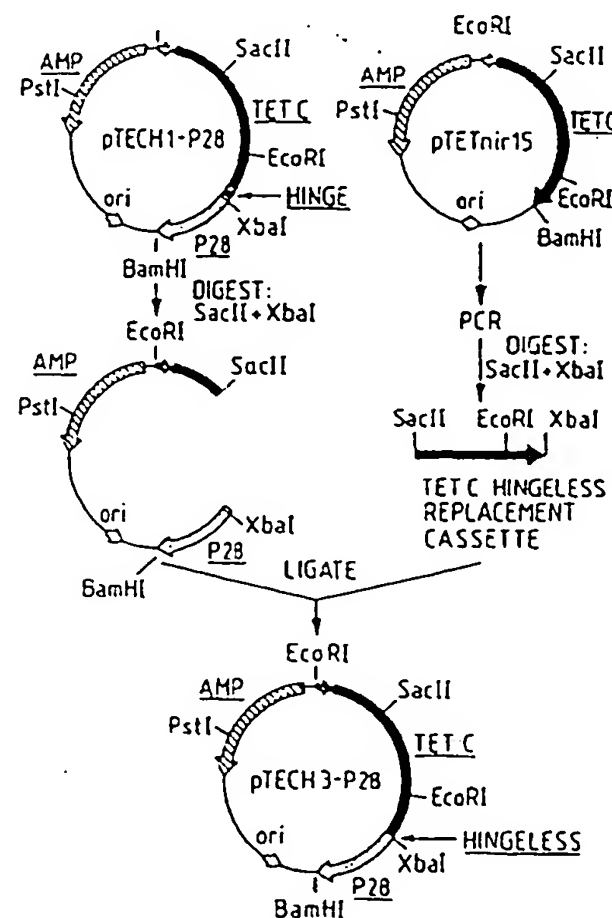 SacII
AMP
PstI
TET C
pTECH1-P28
EcoRI
HINGE
ori
XbaI
P28
BamHI
DIGEST:
SacII+XbaI
EcoRI
SacII
AMP
PstI
TETC
pTETnir15
ori
EcoRI
BamHI
PCR
DIGEST:
SacII+XbaI
SacII EcoRI XbaI
TET C HINGELESS
REPLACEMENT
CASSETTE
EcoRI
SacII
AMP
PstI
ori
XbaI
P28
BamHI
LIGATE
EcoRI
AMP
SacII
PstI
TET C
pTECH3-P28
EcoRI
ori
HINGELESS
XbaI
P28
BamHI